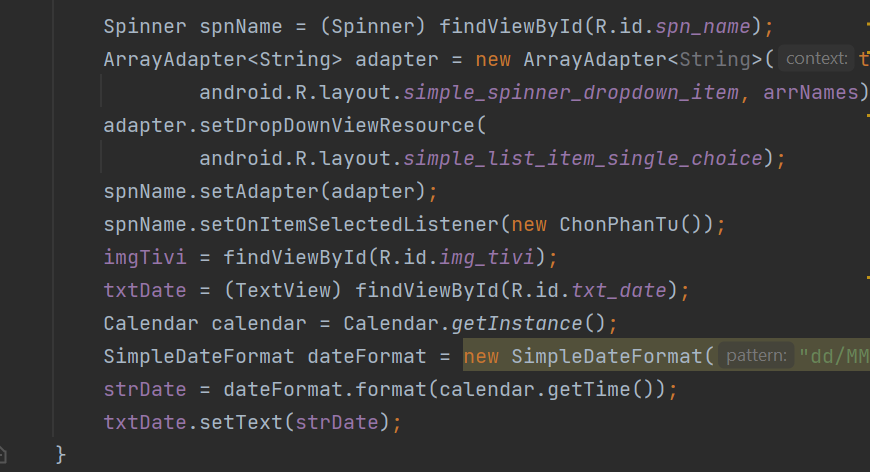 Spinner spnName = (Spinner) findViewById(R.id.spn_name);
ArrayAdapter<String> adapter = new ArrayAdapter<String>( context: t
android.R.layout.simple_spinner_dropdown_item, arrNames)
adapter.setDropDownViewResource(
android.R.layout.simple_list_item_single_choice);
spnName.setAdapter(adapter);
spnName.setOnItemSelectedListener(new ChonPhanTu());
imgTivi = findViewById(R.id.img_tivi);
txtDate = (TextView) findViewById(R.id.txt_date);
Calendar calendar = Calendar.getInstance();
SimpleDateFormat dateFormat = new SimpleDateFormat( pattern: "dd/MM
strDate = dateFormat.format(calendar.getTime());
txtDate.setText(strDate);
}